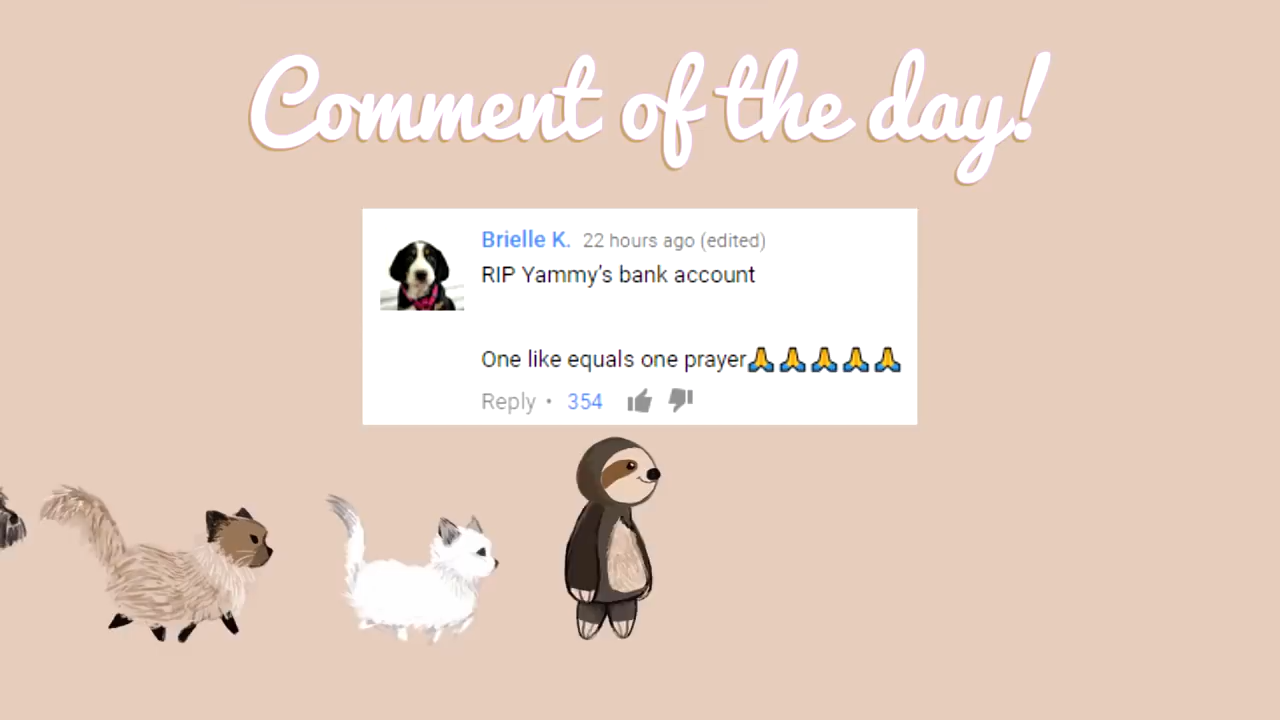 Comment of the day!
Brielle K. 22 hours ago (edited)
RIP Yammy's bank account
One like equals one prayer🙏🙏🙏🙏🙏
Reply • 354